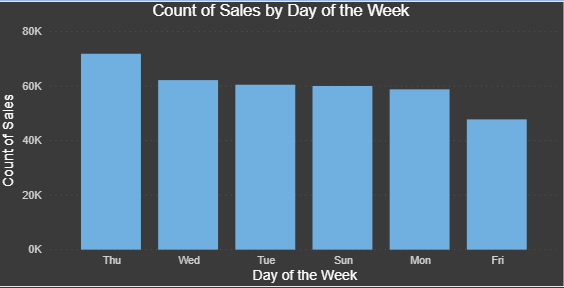 Count of Sales by Day of the Week
80K
60K
40K
20K
0K
Count of Sales
Thu Wed Tue Sun Mon Fri
Day of the Week